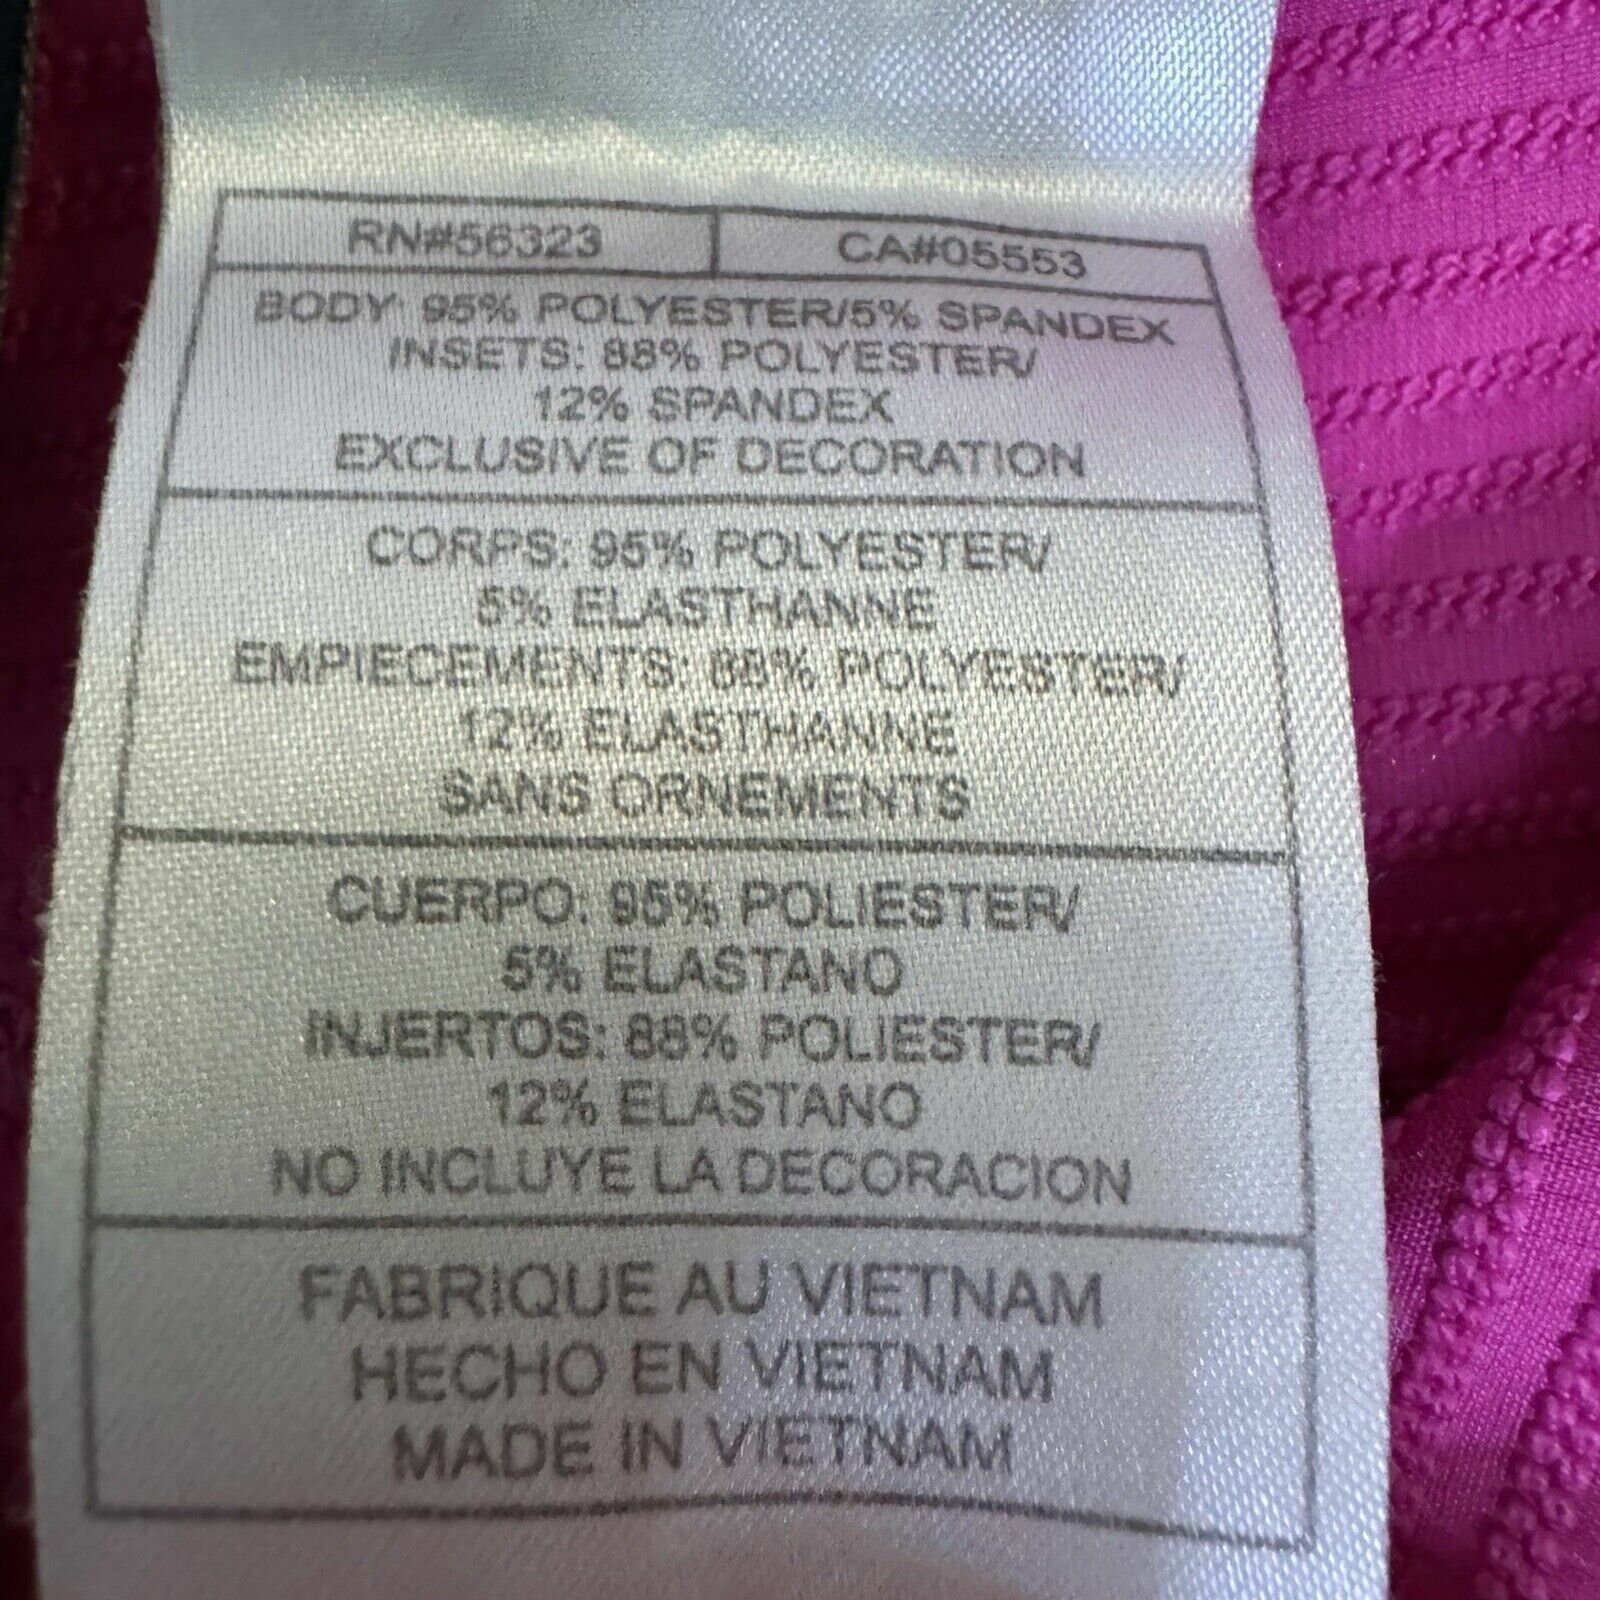 RN#56323 CA#05553
BODY: 95% POLYESTER/5% SPANDEX
INSETS: 88% POLYESTER/
12% SPANDEX
EXCLUSIVE OF DECORATION
CORPS: 95% POLYESTER/
5% ELASTHANNE
EMPIECEMENTS: 88% POLYESTER/
12% ELASTHANNE
SANS ORNEMENTS
CUERPO: 95% POLIESTER/
5% ELASTANO
INJERTOS: 88% POLIESTER/
12% ELASTANO
NO INCLUYE LA DECORACION
FABRIQUE AU VIETNAM
HECHO EN VIETNAM
MADE IN VIETNAM